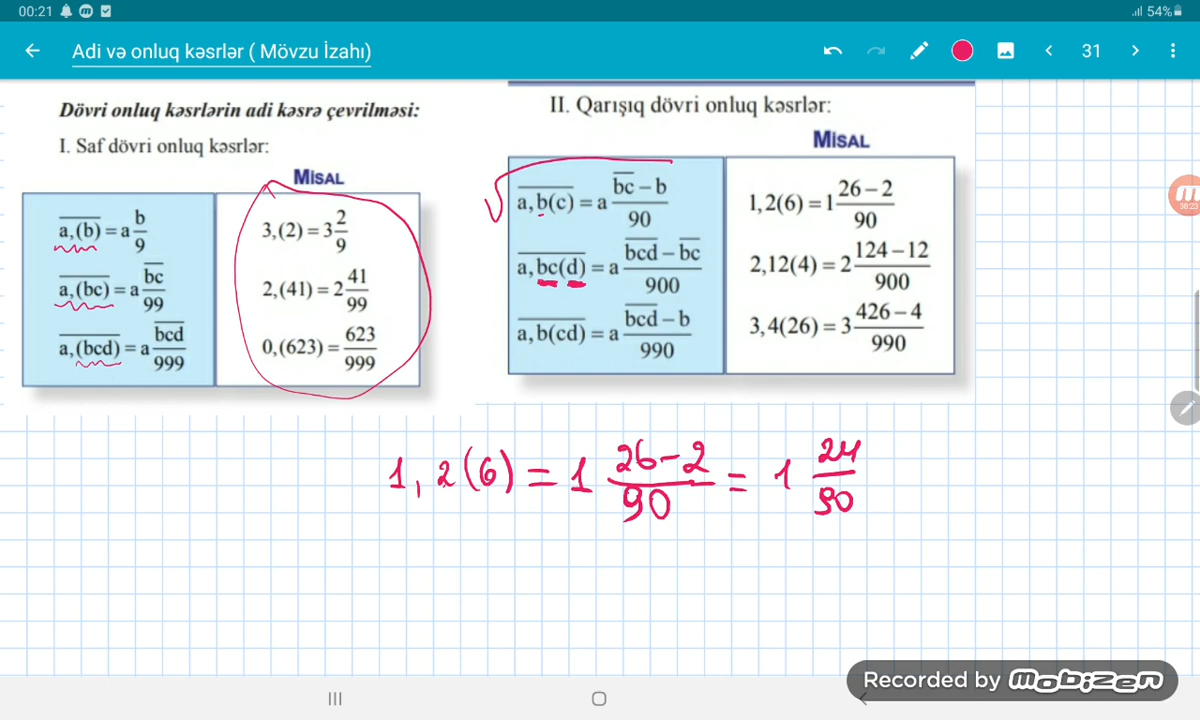 00:21 54%
Adi və onluq kəsrlər ( Mövzu İzahı) 31
Dövri onluq kəsrlərin adi kəsrə çevrilməsi:
I. Saf dövri onluq kəsrlər:
MİSAL
a,(b) = a b/9 3,(2) = 3 2/9
a,(bc) = a bc/99 2,(41) = 2 41/99
a,(bcd) = a bcd/999 0,(623) = 623/999
II. Qarışıq dövri onluq kəsrlər:
MİSAL
a,b(c) = a (bc – b)/90 1,2(6) = 1 (26 – 2)/90
a,bc(d) = a (bcd – bc)/900 2,12(4) = 2 (124 – 12)/900
a,b(cd) = a (bcd – b)/990 3,4(26) = 3 (426 – 4)/990
1,2(6) = 1 (26-2)/90 = 1 24/90
Recorded by mobizen